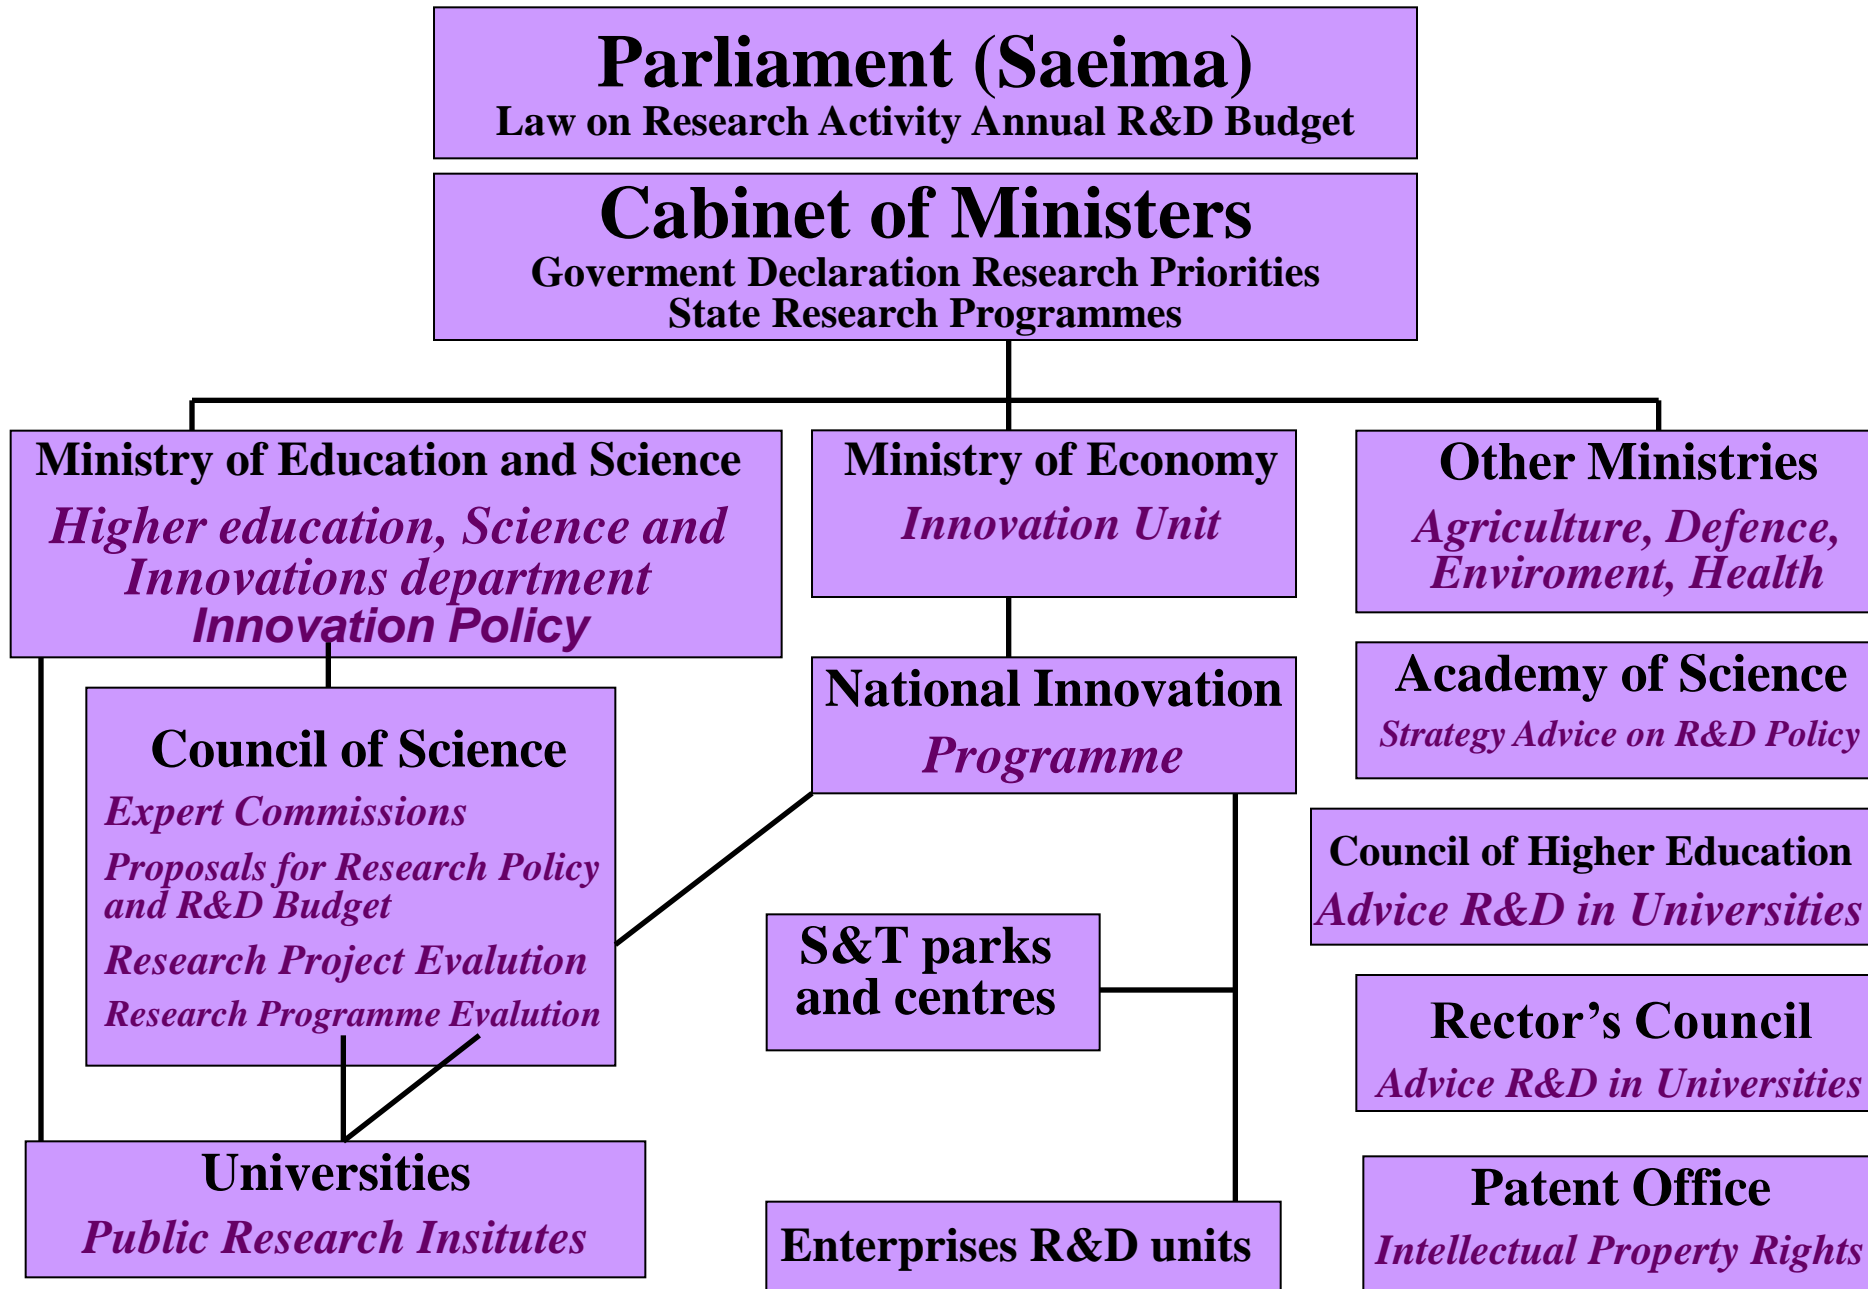 Parliament (Saeima)
Law on Research Activity Annual R&D Budget
Cabinet of Ministers
Goverment Declaration Research Priorities
State Research Programmes
Ministry of Education and Science
Higher education, Science and
Innovations department
Innovation Policy
Ministry of Economy
Innovation Unit
Other Ministries
Agriculture, Defence,
Enviroment, Health
Council of Science
Expert Commissions
Proposals for Research Policy
and R&D Budget
Research Project Evalution
Research Programme Evalution
National Innovation
Programme
Academy of Science
Strategy Advice on R&D Policy
Council of Higher Education
Advice R&D in Universities
S&T parks
and centres
Rector’s Council
Advice R&D in Universities
Universities
Public Research Insitutes
Enterprises R&D units
Patent Office
Intellectual Property Rights